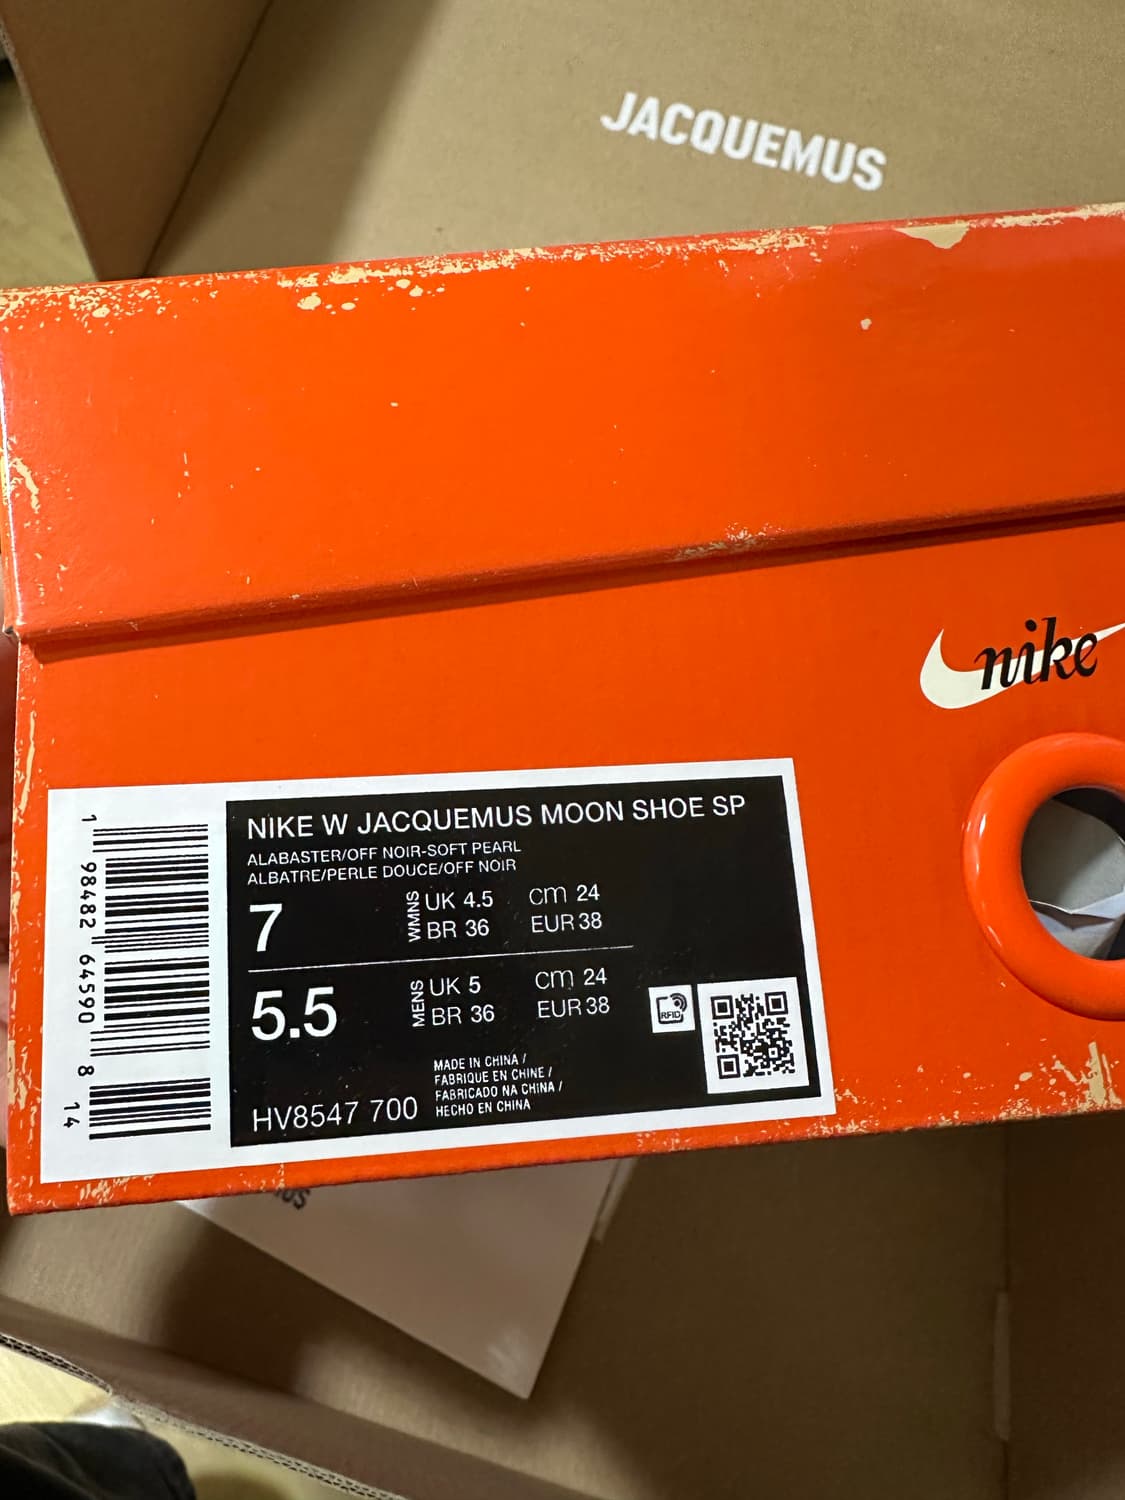 JACQUEMUS
nike
NIKE W JACQUEMUS MOON SHOE SP
ALABASTER/OFF NOIR-SOFT PEARL
ALBATRE/PERLE DOUCE/OFF NOIR
7 WMNS UK 4.5 cm 24
BR 36 EUR 38
5.5 MENS UK 5 cm 24
BR 36 EUR 38
RFID
MADE IN CHINA /
FABRIQUE EN CHINE /
FABRICADO NA CHINA /
HECHO EN CHINA
HV8547 700
1 98482 64590 8 14